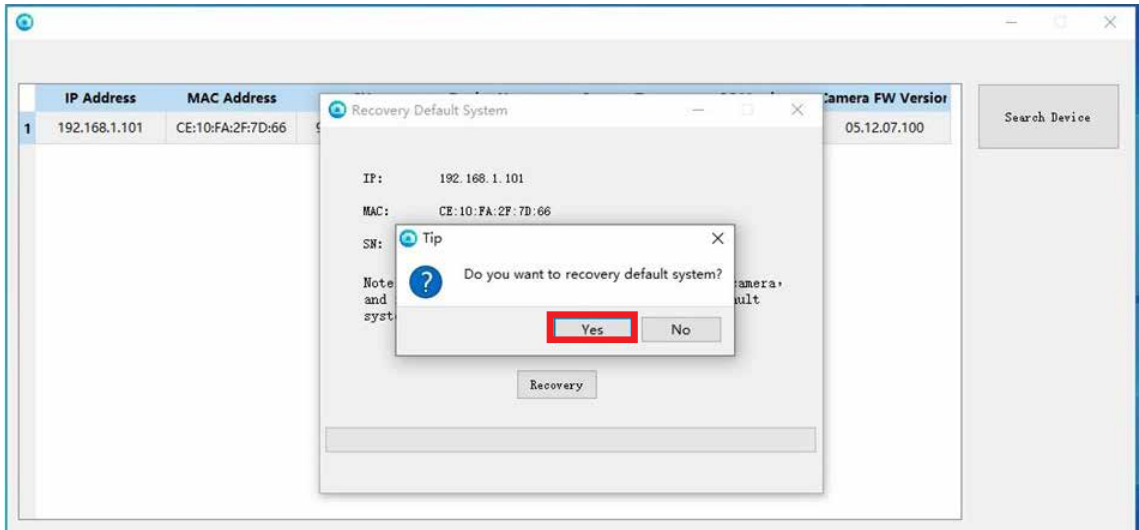 IP Address MAC Address Camera FW Version
Search Device
1 192.168.1.101 CE:10:FA:2F:7D:66 05.12.07.100
Recovery Default System
IP: 192.168.1.101
MAC: CE:10:FA:2F:7D:66
SN:
Tip
Do you want to recovery default system?
Note
and
Yes No
Recovery